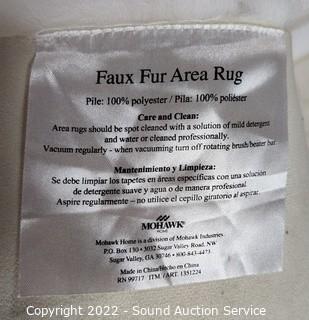 Faux Fur Area Rug
Pile: 100% polyester / Pila: 100% poliéster
Care and Clean:
Area rugs should be spot cleaned with a solution of mild detergent
and water or cleaned professionally.
Vacuum regularly - when vacuuming turn off rotating brush/beater bar.
Mantenimiento y Limpieza:
Se debe limpiar los tapetes en áreas específicas con una solución
de detergente suave y agua o de manera profesional.
Aspire regularmente – no utilice el cepillo giratorio al aspirar.
MOHAWK
HOME
Mohawk Home is a division of Mohawk Industries
P.O. Box 130 • 3032 Sugar Valley Road, NW
Sugar Valley, GA 30746 • 800-843-4473
Made in China/Hecho en China
RN 99717 ITM./ART. 1351224
Copyright 2022 - Sound Auction Service